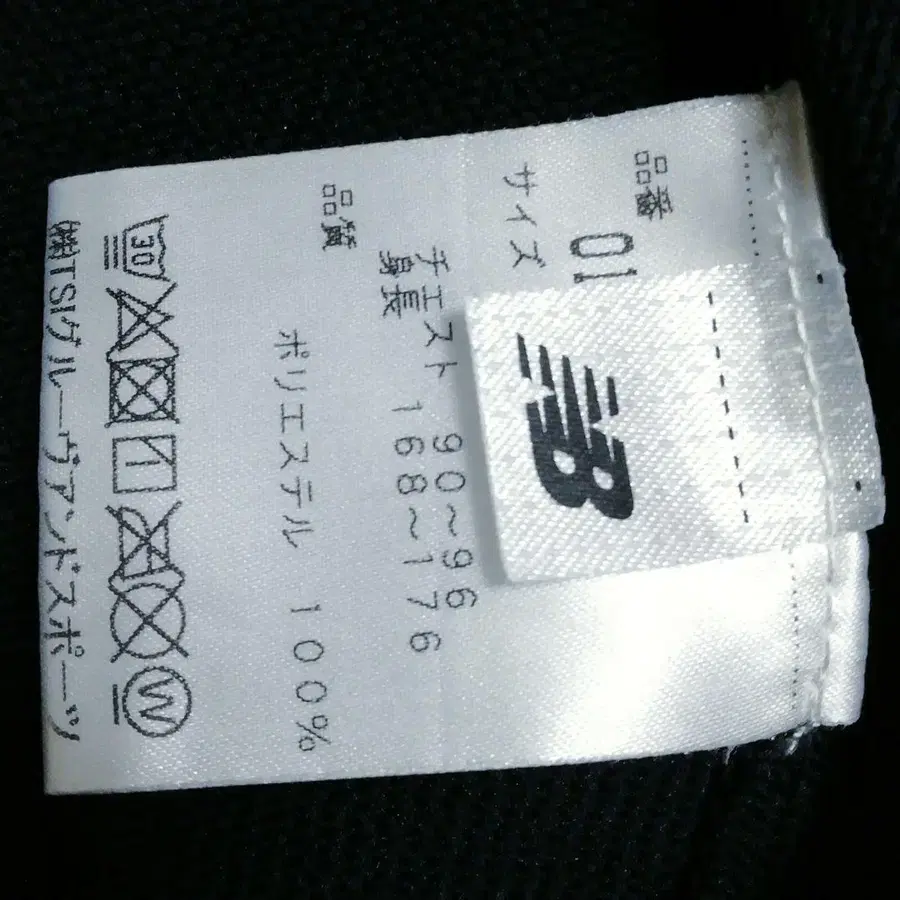 品番 01
サイズ
チェスト 90～96
身長 168～176
品質
ポリエステル 100%
30
W
㈱TSIグルーヴアンドスポーツ
NB